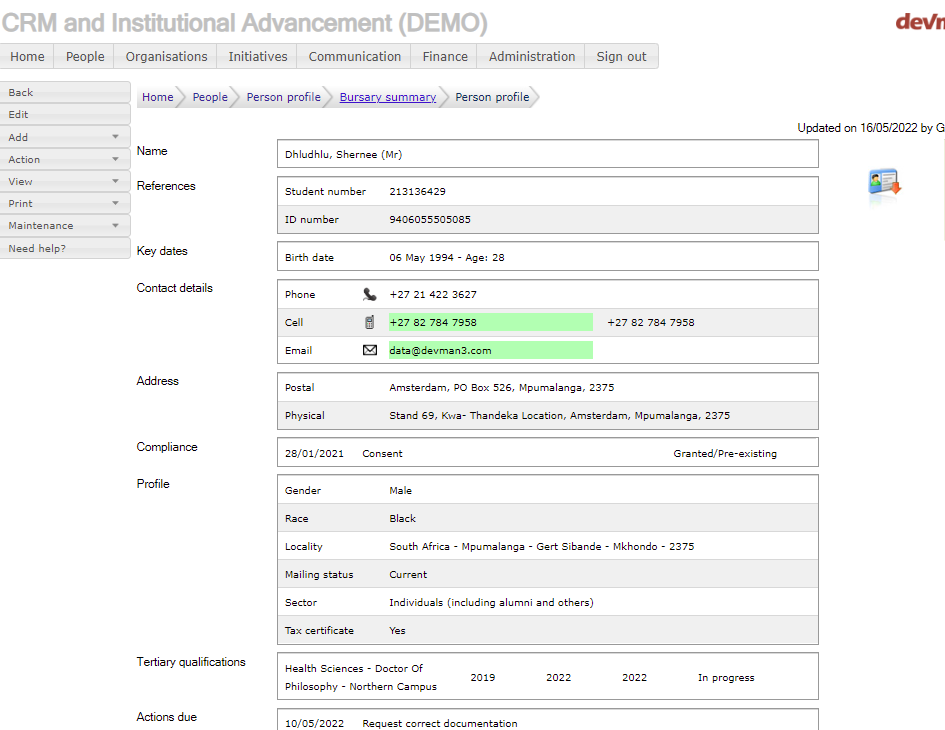 CRM and Institutional Advancement (DEMO)
devm
Home People Organisations Initiatives Communication Finance Administration Sign out
Back
Edit
Add
Action
View
Print
Maintenance
Need help?
Home People Person profile Bursary summary Person profile
Updated on 16/05/2022 by G
Name
Dhludhlu, Shernee (Mr)
References
Student number 213136429
ID number 9406055505085
Key dates
Birth date 06 May 1994 - Age: 28
Contact details
Phone +27 21 422 3627
Cell +27 82 784 7958 +27 82 784 7958
Email data@devman3.com
Address
Postal Amsterdam, PO Box 526, Mpumalanga, 2375
Physical Stand 69, Kwa- Thandeka Location, Amsterdam, Mpumalanga, 2375
Compliance
28/01/2021 Consent Granted/Pre-existing
Profile
Gender Male
Race Black
Locality South Africa - Mpumalanga - Gert Sibande - Mkhondo - 2375
Mailing status Current
Sector Individuals (including alumni and others)
Tax certificate Yes
Tertiary qualifications
Health Sciences - Doctor Of
Philosophy - Northern Campus 2019 2022 2022 In progress
Actions due
10/05/2022 Request correct documentation